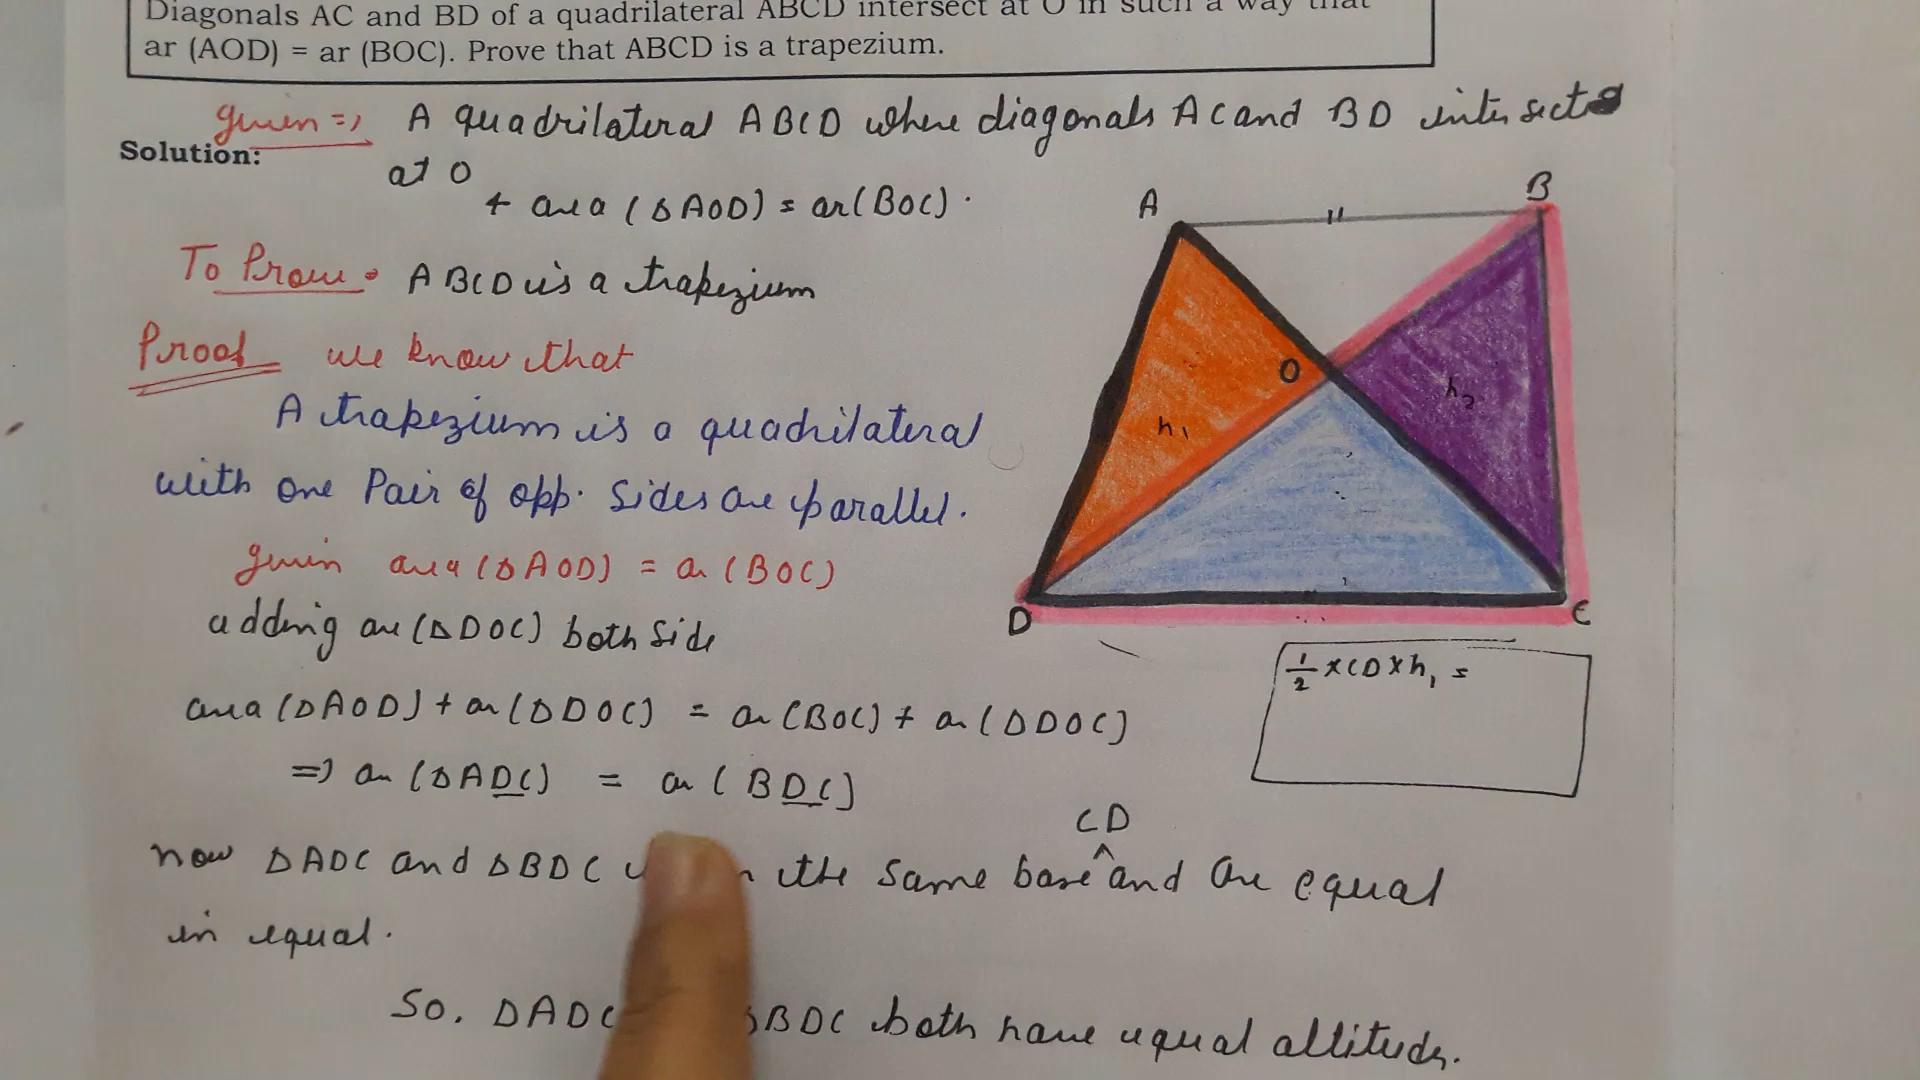 Diagonals AC and BD of a quadrilateral ABCD intersect at O in such a way that
ar (AOD) = ar (BOC). Prove that ABCD is a trapezium.
given => A quadrilateral ABCD where diagonals AC and BD intersects
Solution:
at O
+ area (ΔAOD) = ar(BOC).
To Prove. ABCD is a trapezium
Proof we know that
A trapezium is a quadrilateral
with one Pair of opp. Sides are parallel.
given area (ΔAOD) = ar (BOC)
adding ar (ΔDOC) both Side
area (ΔAOD) + ar (ΔDOC) = ar (BOC) + ar (ΔDOC)
=> ar (ΔADC) = ar (BDC)
CD
now ΔADC and ΔBDC the same base ^ and are equal
in equal.
So. ΔADC ΔBDC both have equal altitude.
A
B
O
h1
h2
D
C
1/2 × CD × h1 =